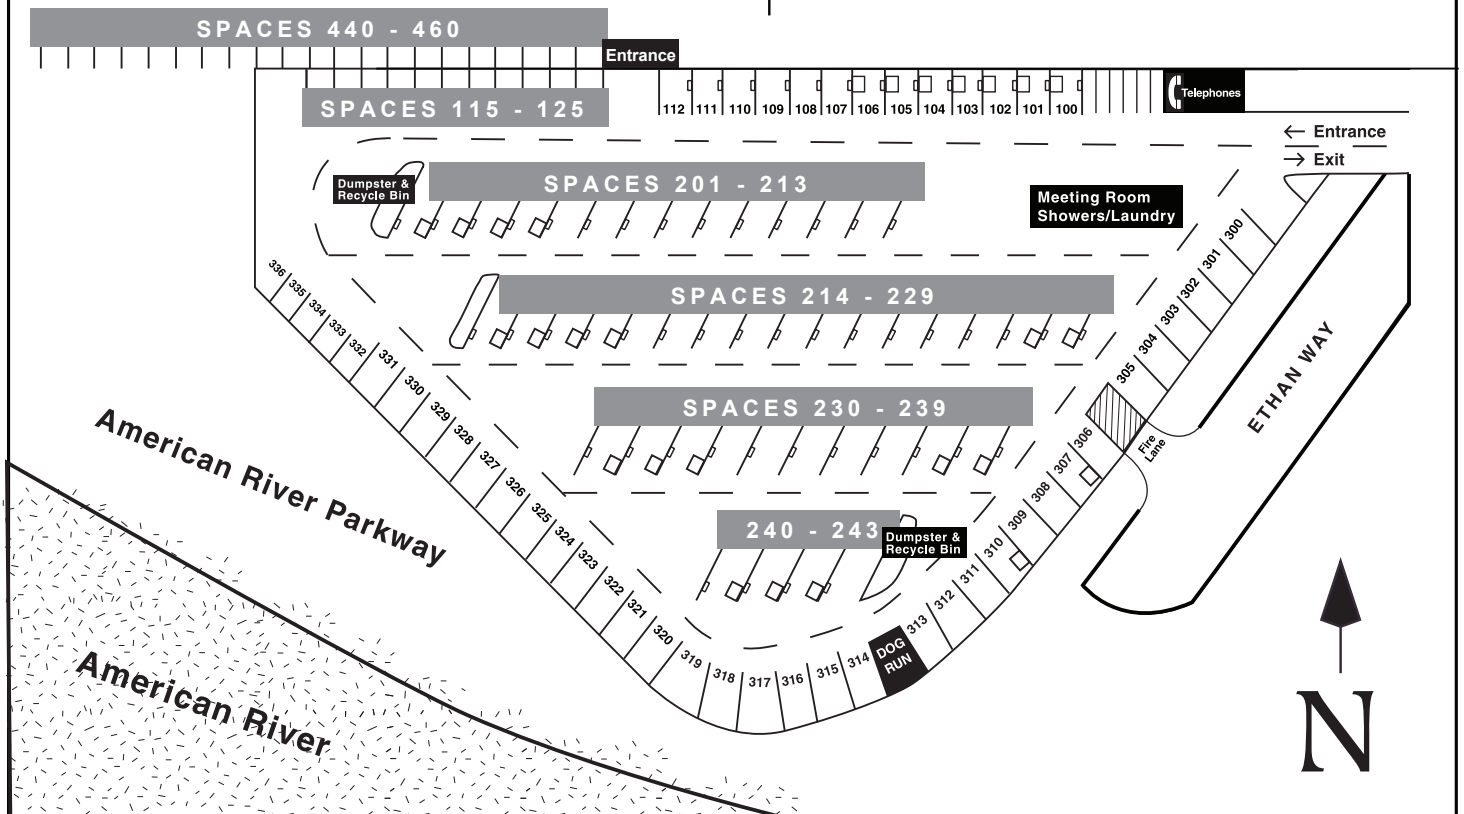 SPACES 440 - 460
Entrance
SPACES 115 - 125
112 111 110 109 108 107 106 105 104 103 102 101 100
Telephones
Entrance
Exit
Dumpster &
Recycle Bin
SPACES 201 - 213
Meeting Room
Showers/Laundry
300
301
302
303
304
305
306
307
308
309
310
311
312
313
SPACES 214 - 229
SPACES 230 - 239
240 - 243
Dumpster &
Recycle Bin
Fire
Lane
ETHAN WAY
336
335
334
333
332
331
330
329
328
327
326
325
324
323
322
321
320
319
318
317
316
315
314
DOG
RUN
American River Parkway
American River
N